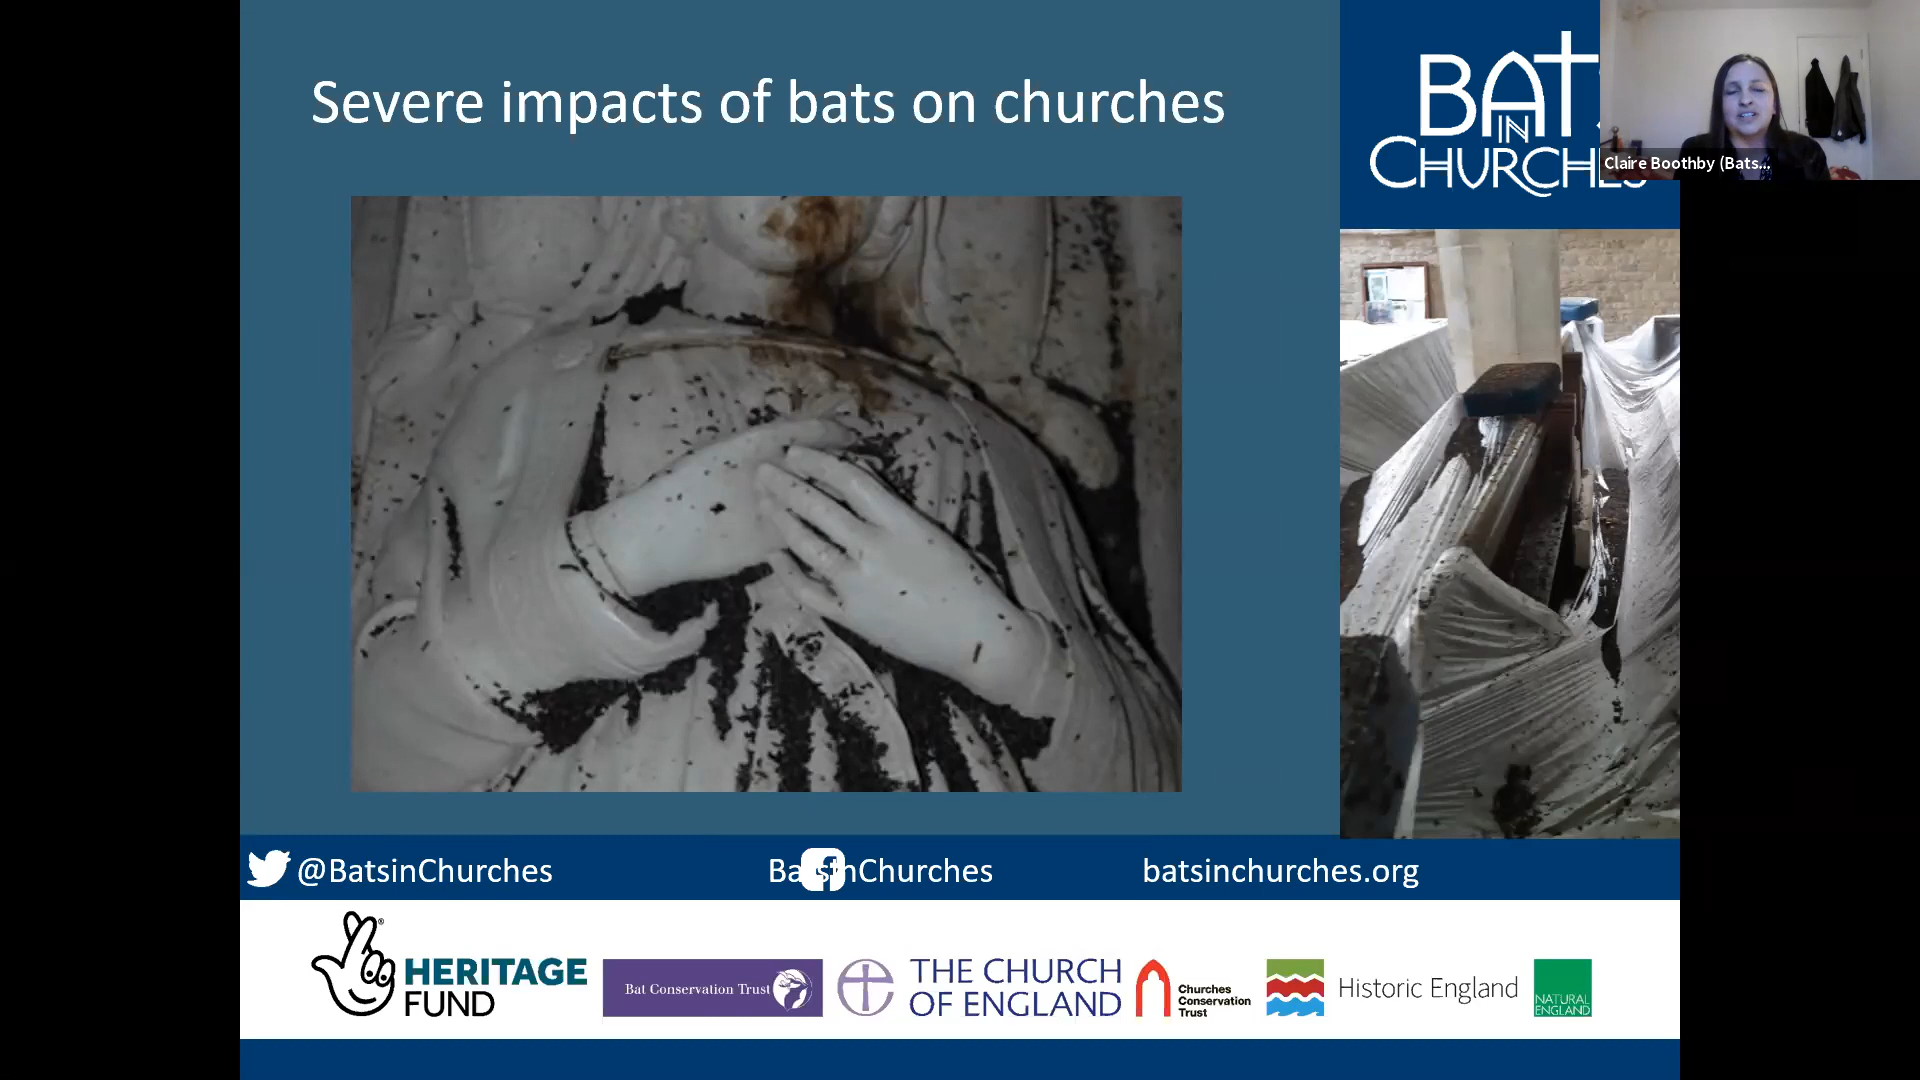 Severe impacts of bats on churches
BATS
IN
CHURCHES
Claire Boothby (Bats...
@BatsinChurches
BatsinChurches
batsinchurches.org
HERITAGE
FUND
Bat Conservation Trust
THE CHURCH
OF ENGLAND
Churches
Conservation
Trust
Historic England
NATURAL
ENGLAND